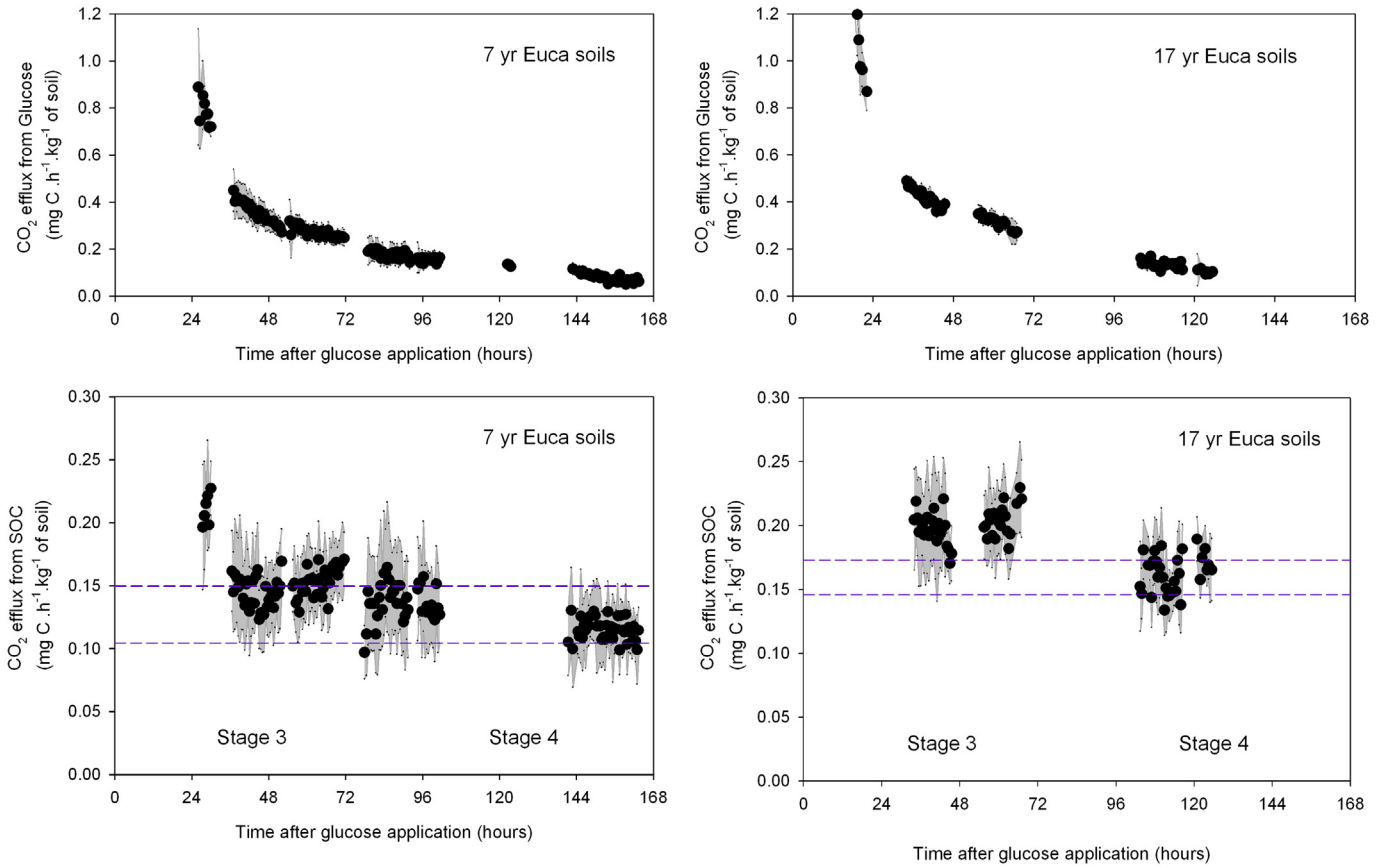 1.2
1.0
0.8
0.6
0.4
0.2
0.0
CO₂ efflux from Glucose
(mg C .h⁻¹.kg⁻¹ of soil)
7 yr Euca soils
0 24 48 72 96 120 144 168
Time after glucose application (hours)
1.2
1.0
0.8
0.6
0.4
0.2
0.0
CO₂ efflux from Glucose
(mg C .h⁻¹.kg⁻¹ of soil)
17 yr Euca soils
0 24 48 72 96 120 144 168
Time after glucose application (hours)
0.30
0.25
0.20
0.15
0.10
0.05
0.00
CO₂ efflux from SOC
(mg C .h⁻¹.kg⁻¹ of soil)
7 yr Euca soils
Stage 3 Stage 4
0 24 48 72 96 120 144 168
Time after glucose application (hours)
0.30
0.25
0.20
0.15
0.10
0.05
0.00
CO₂ efflux from SOC
(mg C .h⁻¹.kg⁻¹ of soil)
17 yr Euca soils
Stage 3 Stage 4
0 24 48 72 96 120 144 168
Time after glucose application (hours)